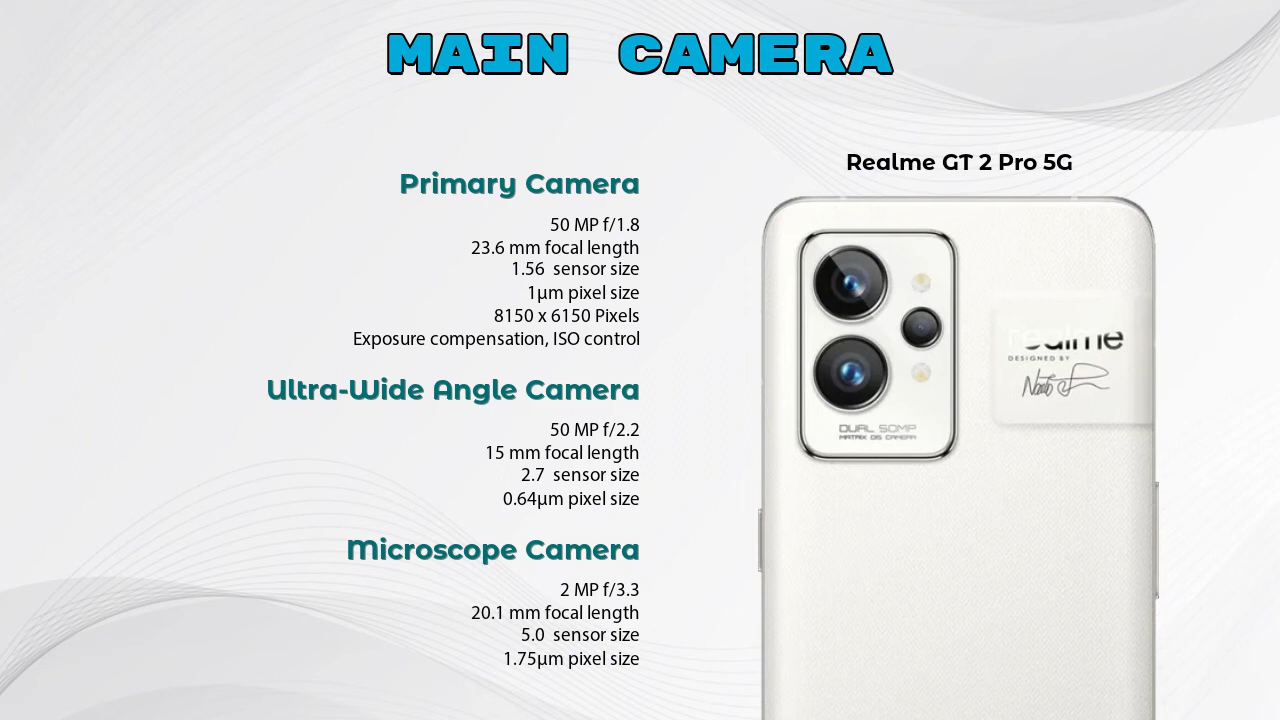 MAIN CAMERA
Primary Camera
50 MP f/1.8
23.6 mm focal length
1.56 sensor size
1µm pixel size
8150 x 6150 Pixels
Exposure compensation, ISO control
Ultra-Wide Angle Camera
50 MP f/2.2
15 mm focal length
2.7 sensor size
0.64µm pixel size
Microscope Camera
2 MP f/3.3
20.1 mm focal length
5.0 sensor size
1.75µm pixel size
Realme GT 2 Pro 5G
realme
DESIGNED BY
DUAL 50MP
MATRIX OIS CAMERA